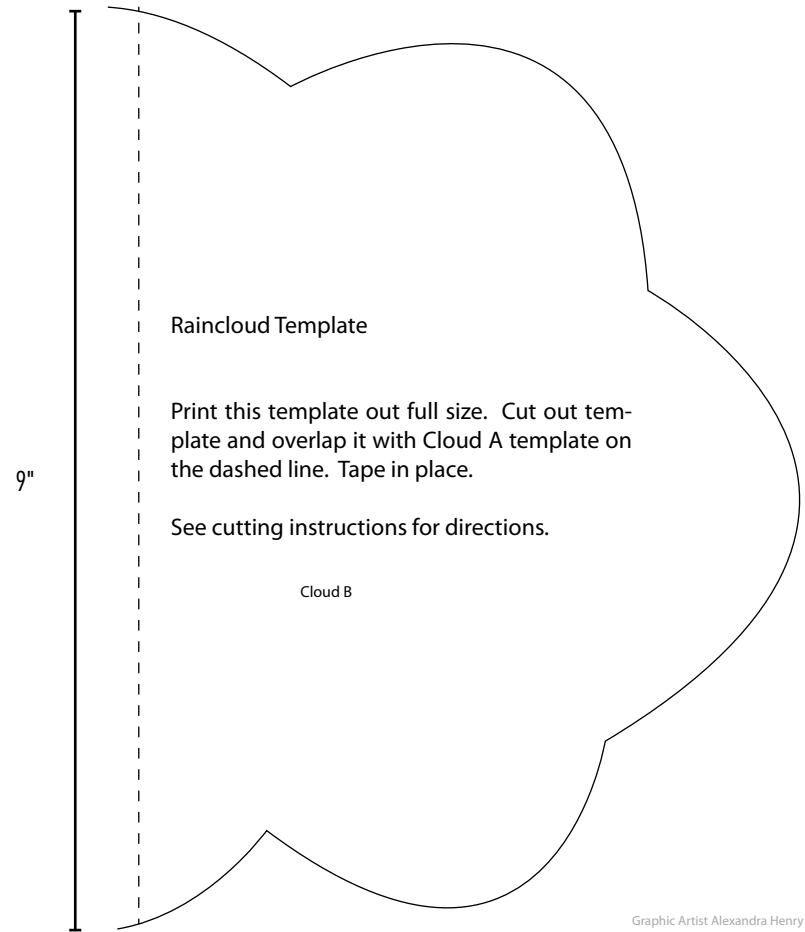 Raincloud Template
Print this template out full size. Cut out tem-
plate and overlap it with Cloud A template on
the dashed line. Tape in place.
9"
See cutting instructions for directions.
Cloud B
Graphic Artist Alexandra Henry